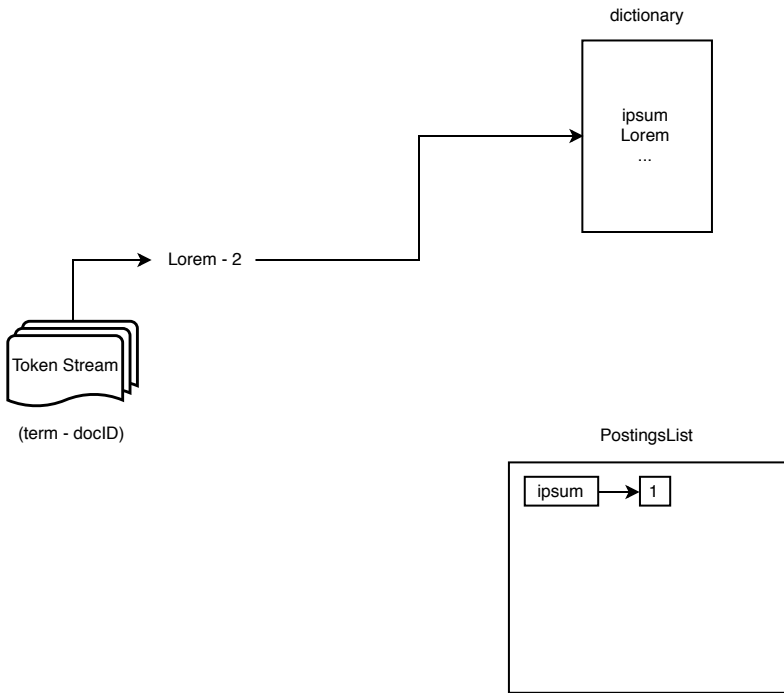 dictionary
ipsum
Lorem
...
Lorem - 2
Token Stream
(term - docID)
PostingsList
ipsum
1